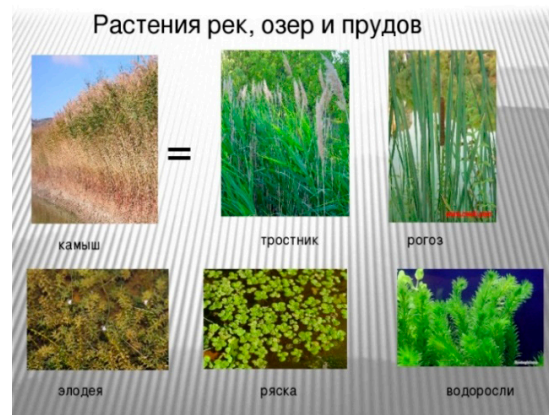 Растения рек, озер и прудов
=
камыш
тростник
рогоз
элодея
ряска
водоросли